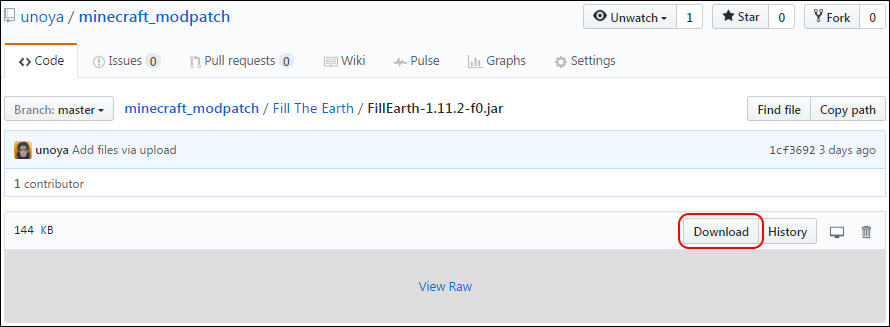 unoya / minecraft_modpatch
Unwatch 1 Star 0 Fork 0
Code Issues 0 Pull requests 0 Wiki Pulse Graphs Settings
Branch: master minecraft_modpatch / Fill The Earth / FillEarth-1.11.2-f0.jar Find file Copy path
unoya Add files via upload 1cf3692 3 days ago
1 contributor
144 KB Download History
View Raw